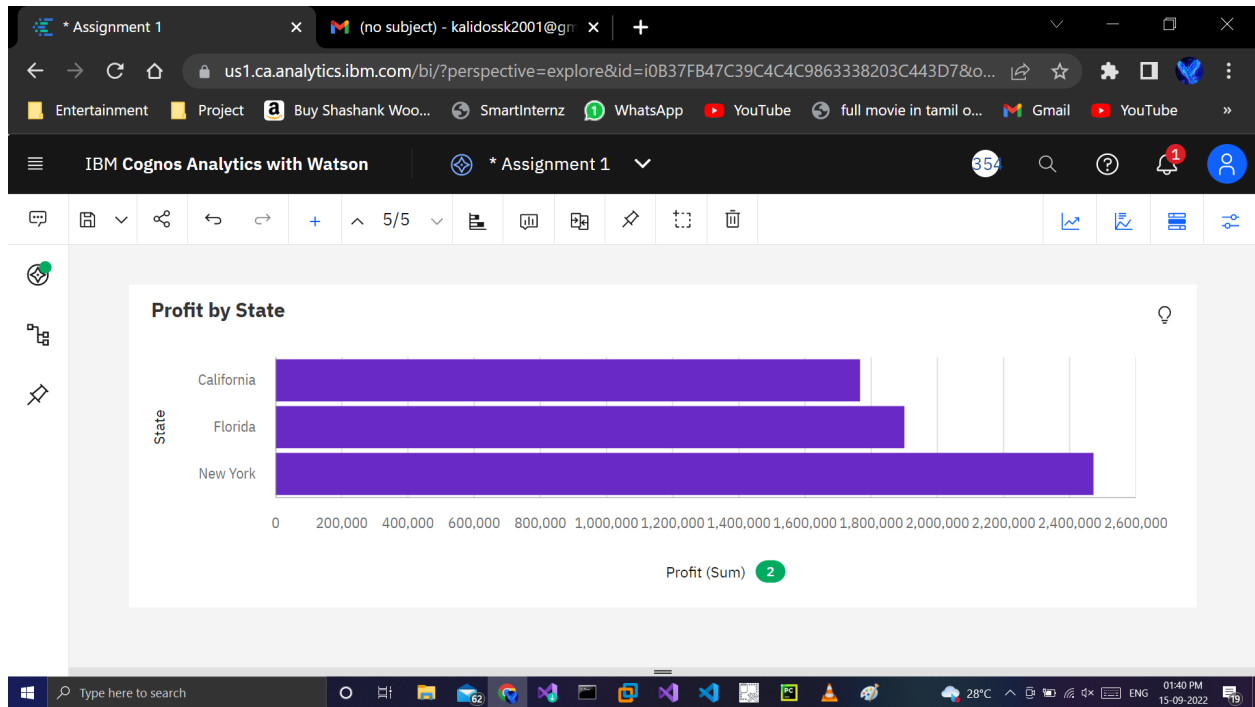 * Assignment 1
(no subject) - kalidossk2001@gm
us1.ca.analytics.ibm.com/bi/?perspective=explore&id=i0B37FB47C39C4C4C9863338203C443D7&o...
Entertainment Project Buy Shashank Woo... SmartInternz 1 WhatsApp YouTube full movie in tamil o... Gmail YouTube »
IBM Cognos Analytics with Watson * Assignment 1 354 1
5/5
Profit by State
State
California
Florida
New York
0 200,000 400,000 600,000 800,000 1,000,000 1,200,000 1,400,000 1,600,000 1,800,000 2,000,000 2,200,000 2,400,000 2,600,000
Profit (Sum) 2
Type here to search 62 PC 28°C ENG 01:40 PM
15-09-2022 19